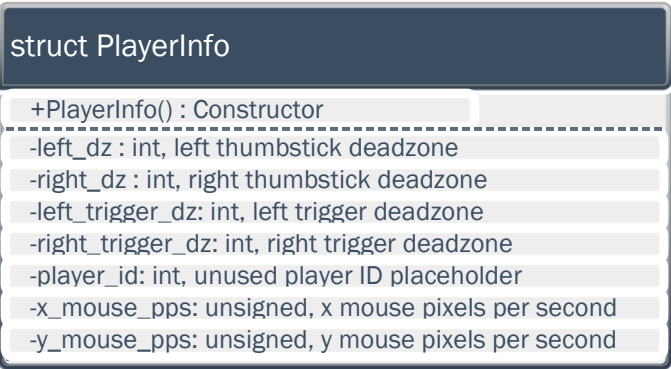 struct PlayerInfo
+PlayerInfo() : Constructor
-left_dz : int, left thumbstick deadzone
-right_dz : int, right thumbstick deadzone
-left_trigger_dz: int, left trigger deadzone
-right_trigger_dz: int, right trigger deadzone
-player_id: int, unused player ID placeholder
-x_mouse_pps: unsigned, x mouse pixels per second
-y_mouse_pps: unsigned, y mouse pixels per second